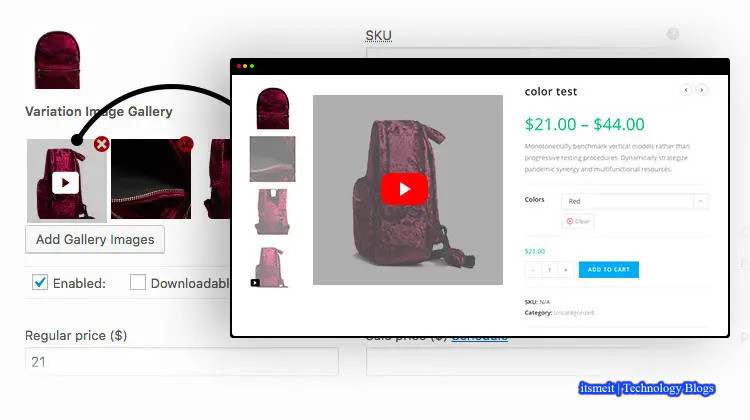 SKU
Variation Image Gallery
Add Gallery Images
Enabled:
Downloadabl
Regular price ($)
21
color test
$21.00 – $44.00
Monotonectally benchmark vertical models rather than
progressive testing procedures. Dynamically strategize
pandemic synergy and multifunctional resources.
Colors
Red
Clear
$21.00
- 1 +
ADD TO CART
SKU: N/A
Category: Uncategorized
Sale price ($) Schedule
itsmeit | Technology Blogs